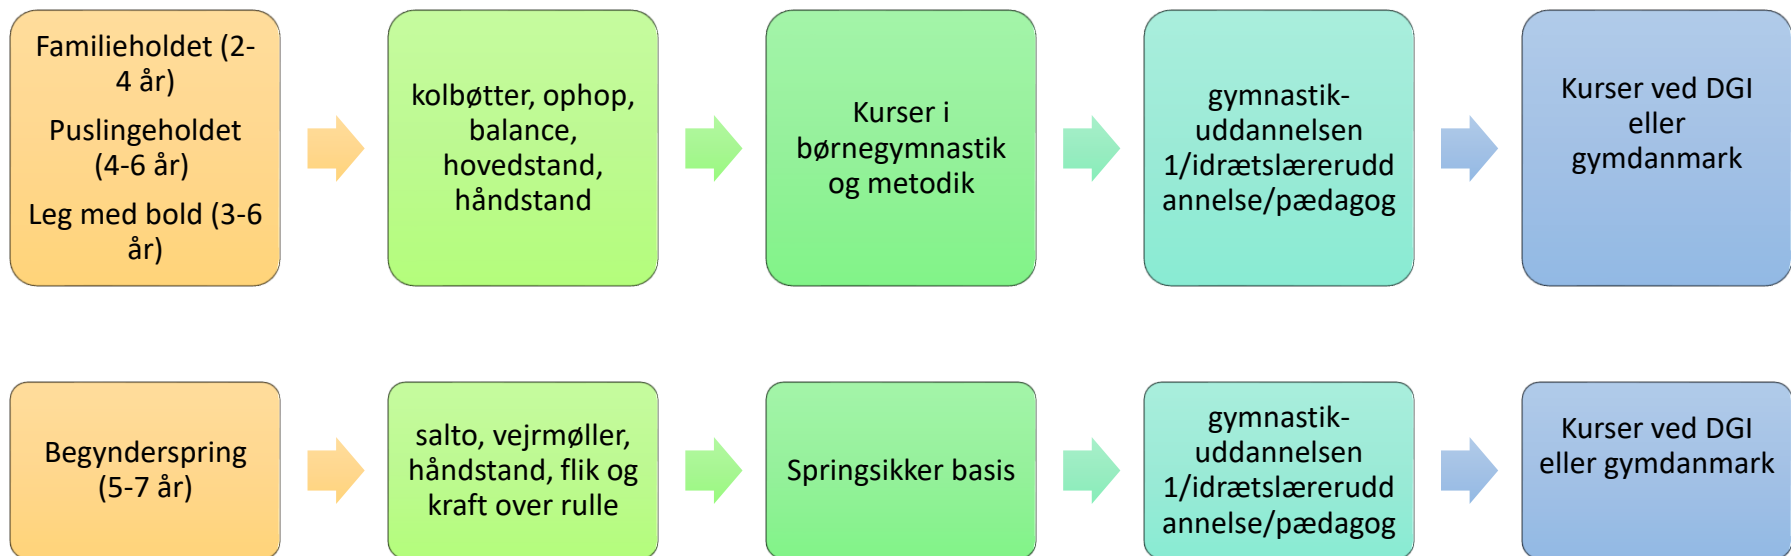 Familieholdet (2-
4 år)
Puslingeholdet
(4-6 år)
Leg med bold (3-6
år)
kolbøtter, ophop,
balance,
hovedstand,
håndstand
Kurser i
børnegymnastik
og metodik
gymnastik-
uddannelsen
1/idrætslærerudd
annelse/pædagog
Kurser ved DGI
eller
gymdanmark
Begynderspring
(5-7 år)
salto, vejrmøller,
håndstand, flik og
kraft over rulle
Springsikker basis
gymnastik-
uddannelsen
1/idrætslærerudd
annelse/pædagog
Kurser ved DGI
eller gymdanmark